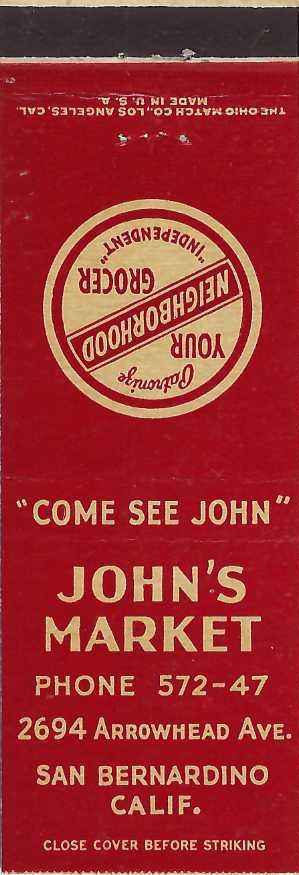 THE OHIO MATCH CO., LOS ANGELES, CAL.
MADE IN U. S. A.
Patronize
YOUR
NEIGHBORHOOD
"INDEPENDENT"
GROCER
"COME SEE JOHN"
JOHN'S
MARKET
PHONE 572-47
2694 ARROWHEAD AVE.
SAN BERNARDINO
CALIF.
CLOSE COVER BEFORE STRIKING